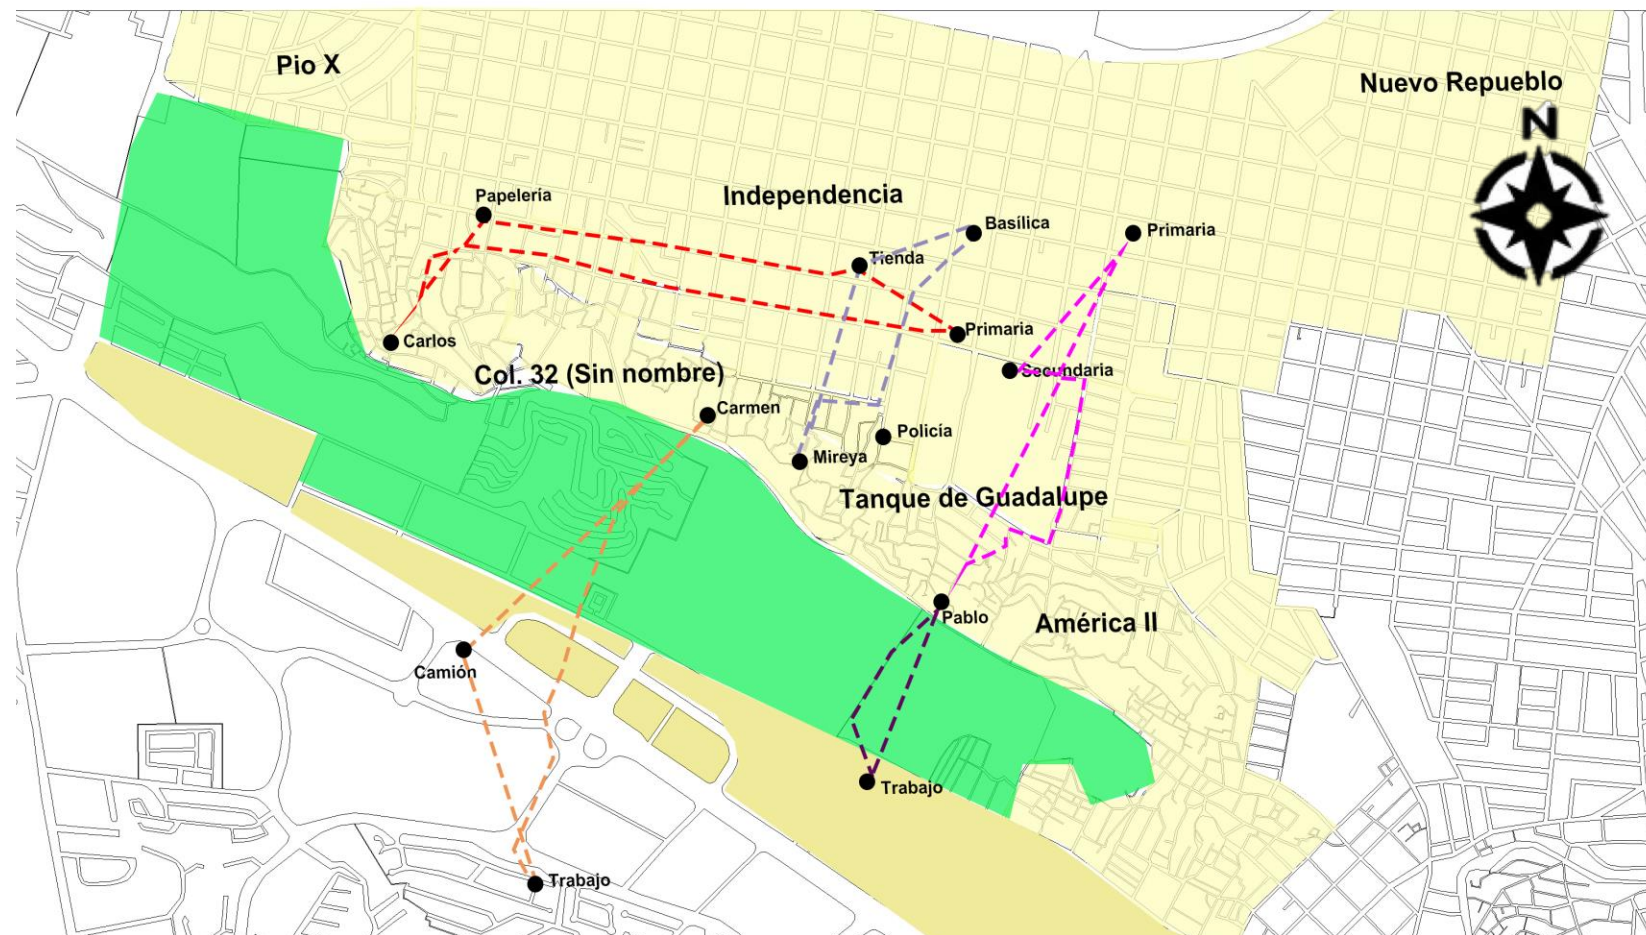 Pio X
Nuevo Repueblo
N
Papelería
Independencia
Basílica
Primaria
Tienda
Primaria
Carlos
Secundaria
Col. 32 (Sin nombre)
Carmen
Policía
Mireya
Tanque de Guadalupe
Pablo
América II
Camión
Trabajo
Trabajo